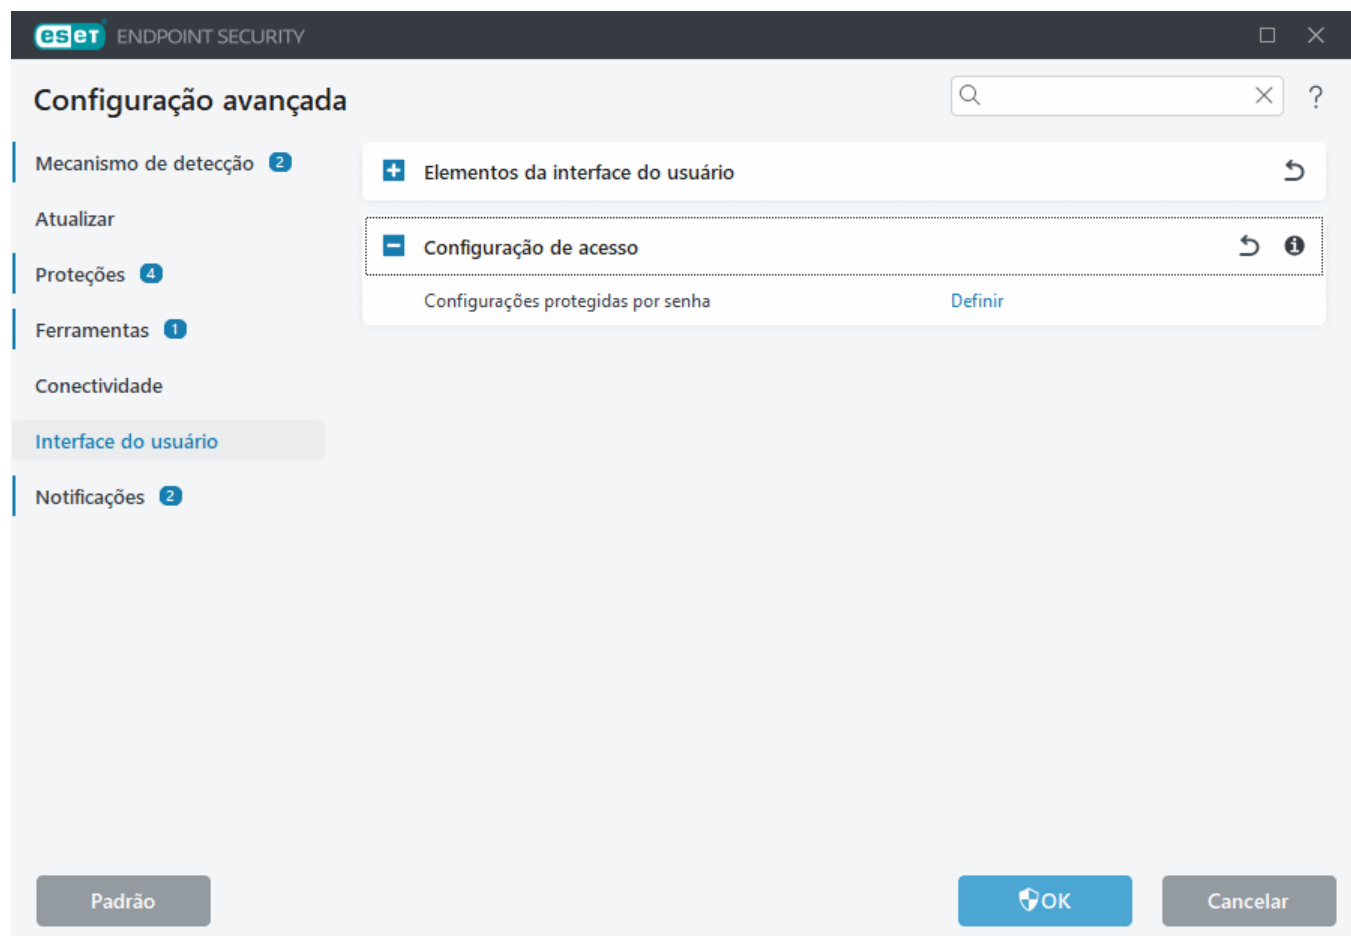 eset ENDPOINT SECURITY
Configuração avançada
?
Mecanismo de detecção 2
Atualizar
Proteções 4
Ferramentas 1
Conectividade
Interface do usuário
Notificações 2
Elementos da interface do usuário
Configuração de acesso
Configurações protegidas por senha Definir
Padrão
OK
Cancelar